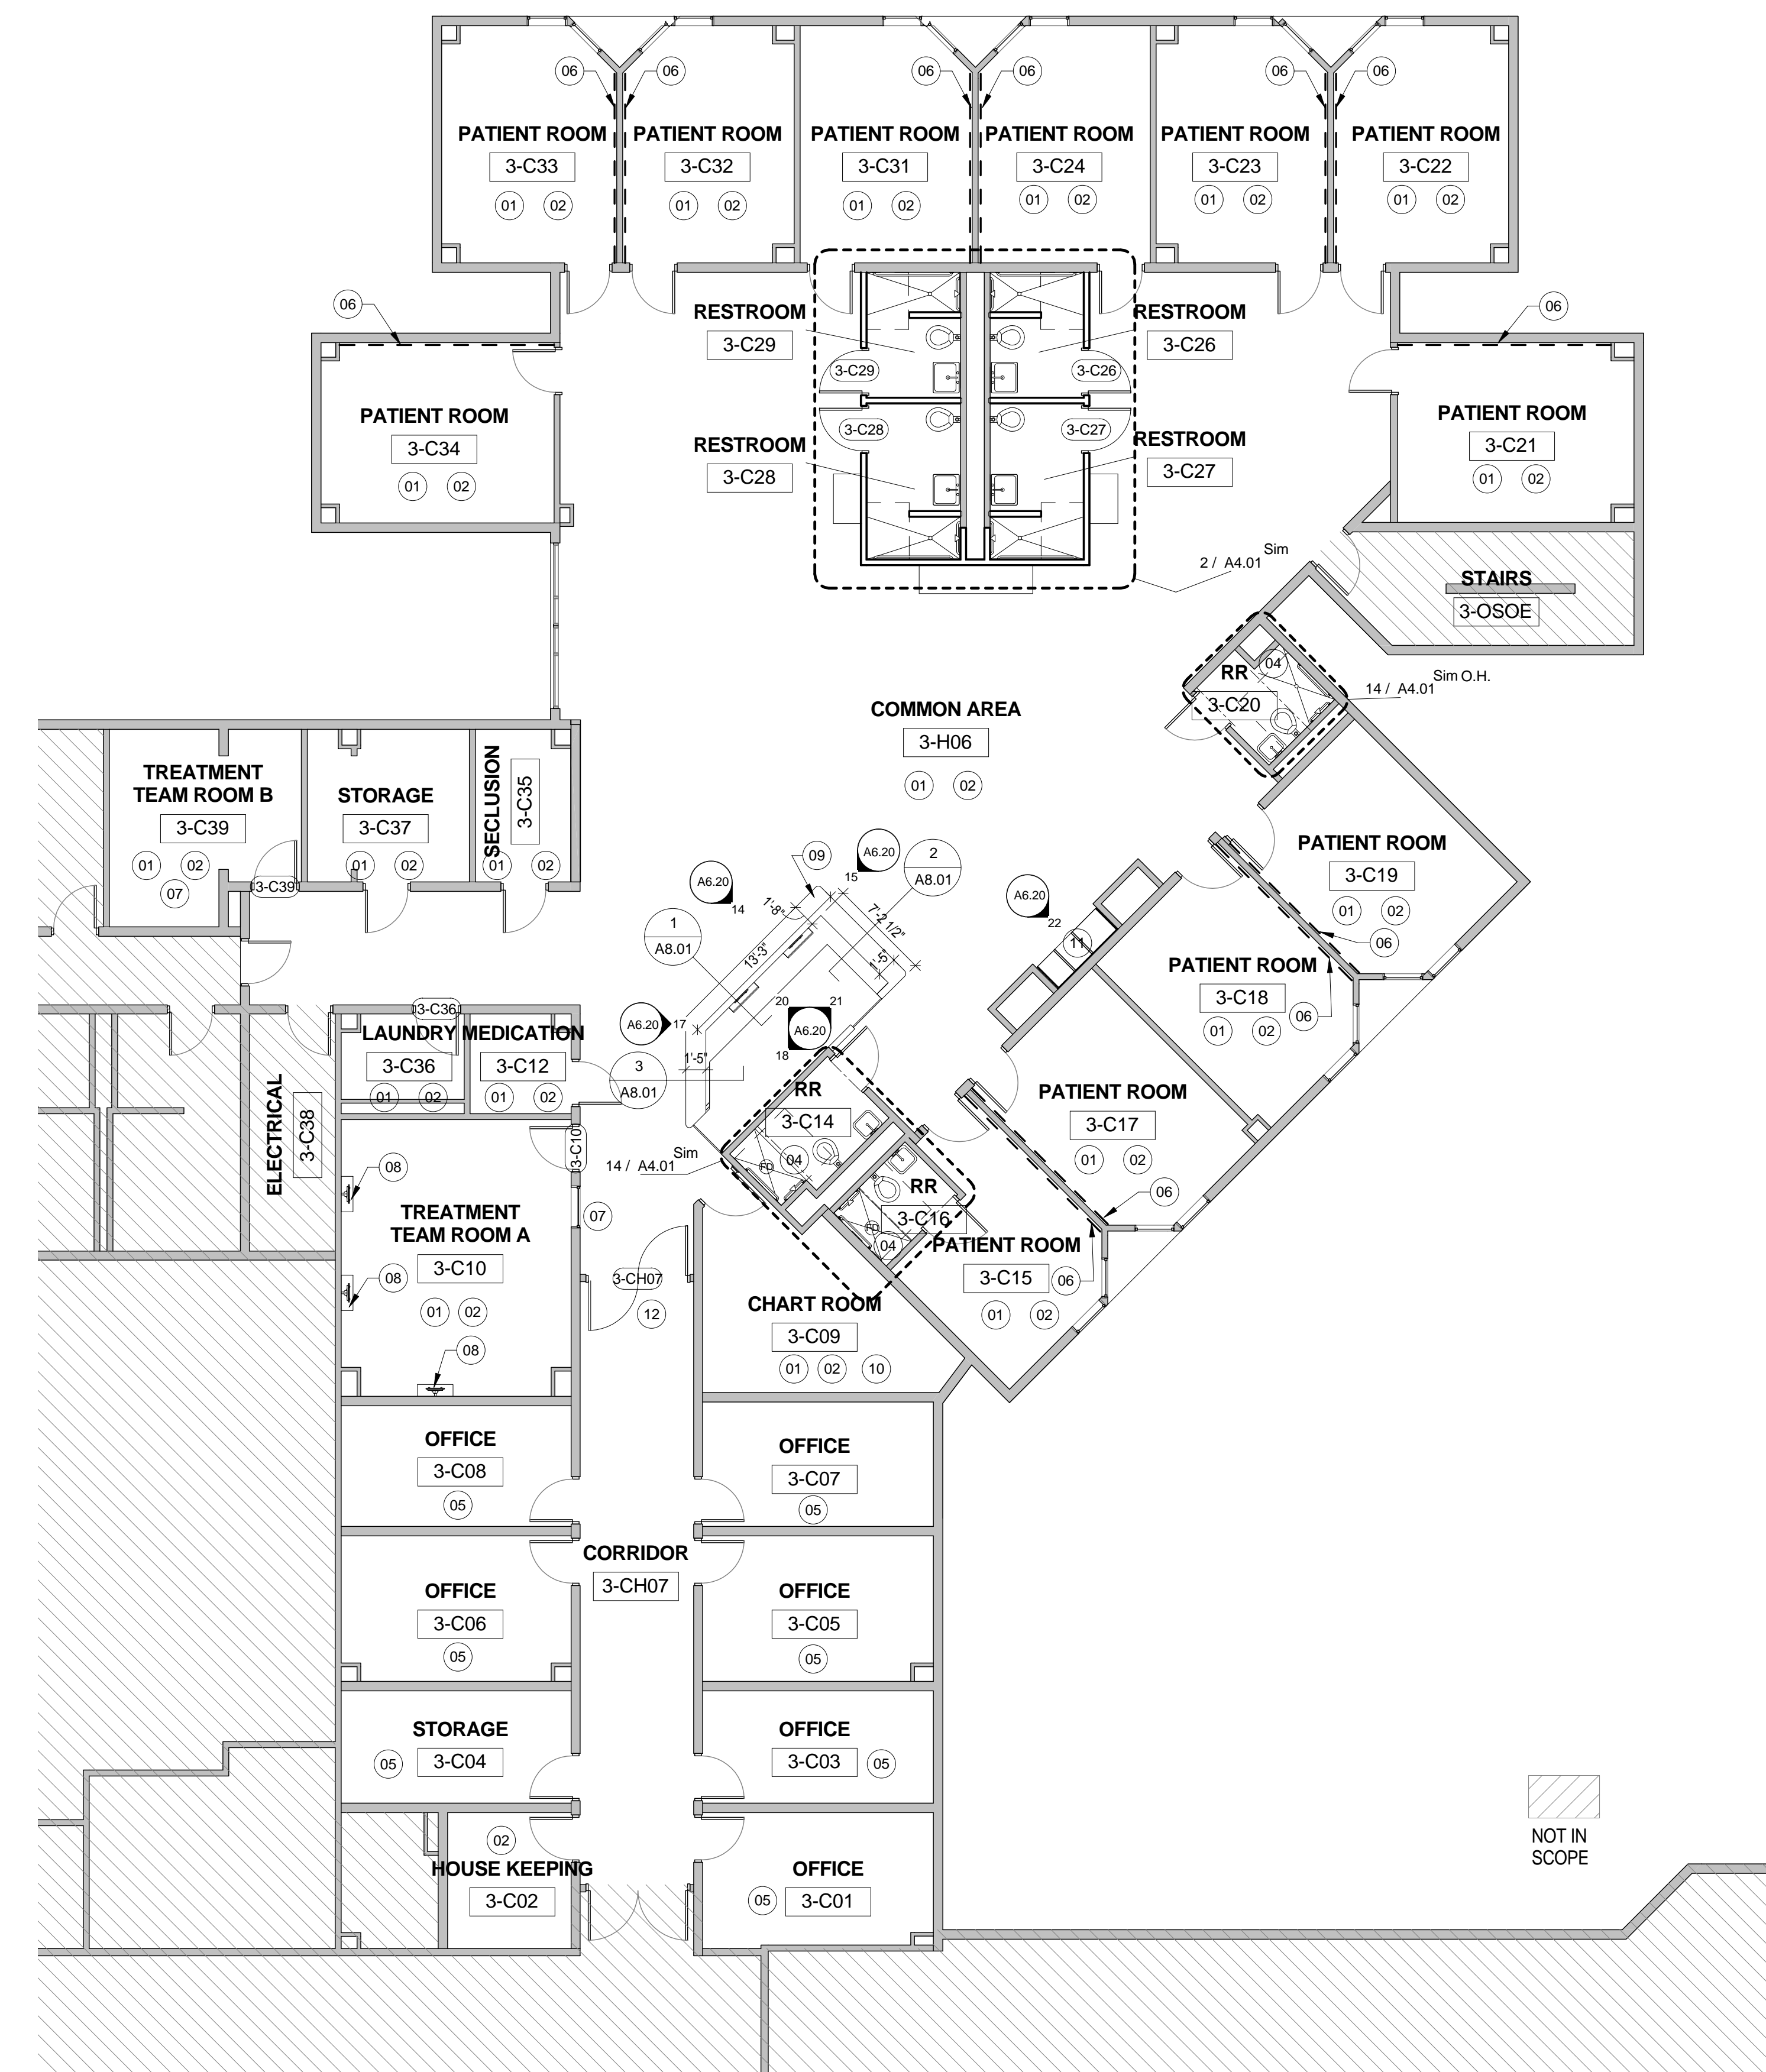 06
06
06
06
06
06
PATIENT ROOM
3-C33
01
02
PATIENT ROOM
3-C32
01
02
PATIENT ROOM
3-C31
01
02
PATIENT ROOM
3-C24
01
02
PATIENT ROOM
3-C23
01
02
PATIENT ROOM
3-C22
01
02
06
PATIENT ROOM
3-C34
01
02
RESTROOM
3-C29
3-C29
RESTROOM
3-C28
3-C28
RESTROOM
3-C26
3-C26
RESTROOM
3-C27
3-C27
2 / A4.01
Sim
06
PATIENT ROOM
3-C21
01
02
STAIRS
3-OSOE
RR
04
3-C20
14 / A4.01
Sim O.H.
COMMON AREA
3-H06
01
02
TREATMENT
TEAM ROOM B
3-C39
01
02
07
3-C39
STORAGE
3-C37
01
02
SECLUSION
3-C35
01
02
A6.20
14
09
A6.20
15
2
A8.01
1
A8.01
1'-8"
13'-3"
7'-2 1/2"
1'-5"
A6.20
17
1'-5"
20
21
A6.20
18
3
A8.01
A6.20
22
11
PATIENT ROOM
3-C19
01
02
06
PATIENT ROOM
3-C18
01
02
06
PATIENT ROOM
3-C17
01
02
06
3-C36
LAUNDRY
3-C36
01
02
MEDICATION
3-C12
01
02
ELECTRICAL
3-C38
RR
3-C14
04
FD
14 / A4.01
Sim
RR
3-C16
FD
04
PATIENT ROOM
3-C15
06
01
02
3-C10
08
08
08
07
TREATMENT
TEAM ROOM A
3-C10
01
02
3-CH07
12
CHART ROOM
3-C09
01
02
10
OFFICE
3-C08
05
OFFICE
3-C07
05
CORRIDOR
3-CH07
OFFICE
3-C06
05
OFFICE
3-C05
05
STORAGE
3-C04
05
OFFICE
3-C03
05
02
HOUSE KEEPING
3-C02
OFFICE
3-C01
05
NOT IN
SCOPE